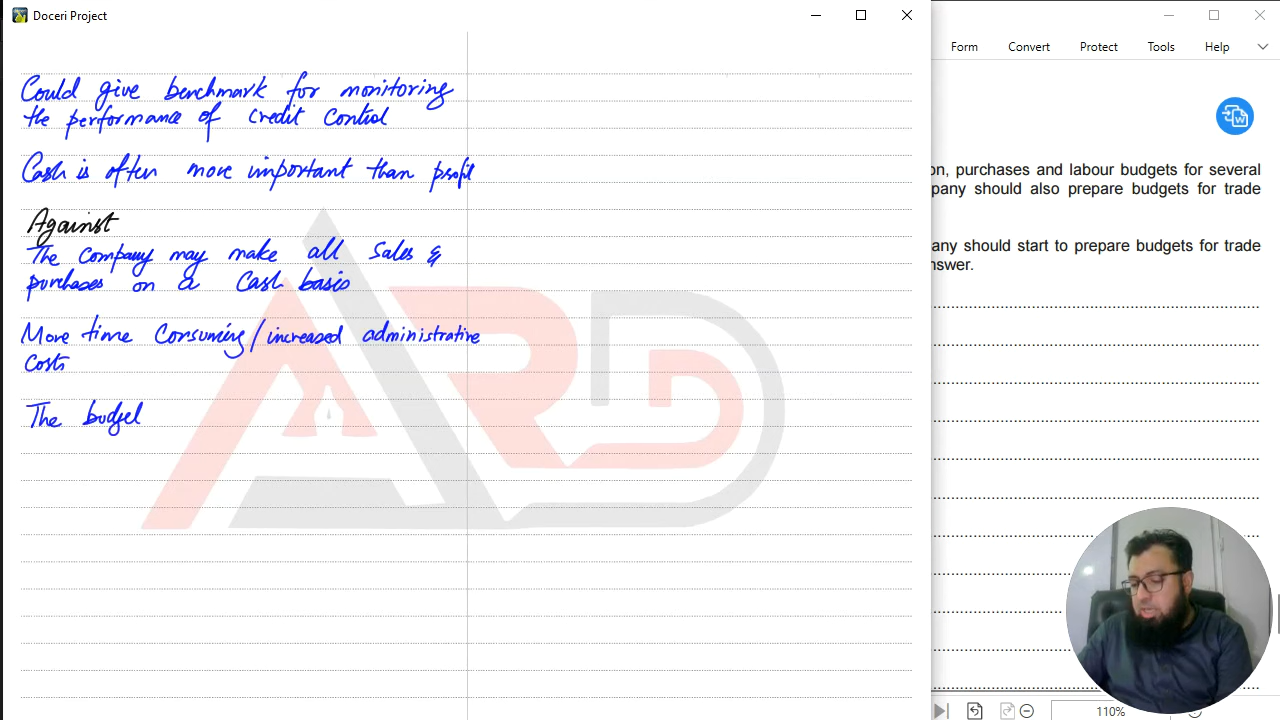 Doceri Project
Could give benchmark for monitoring
the performance of Credit Control
Cash is often more important than profit
Against
The Company may make all Sales &
purchases on a Cash basis
More time Consuming/increased administrative
Costs
The budget
ARD
Form Convert Protect Tools Help
on, purchases and labour budgets for several
pany should also prepare budgets for trade
any should start to prepare budgets for trade
nswer.
110%